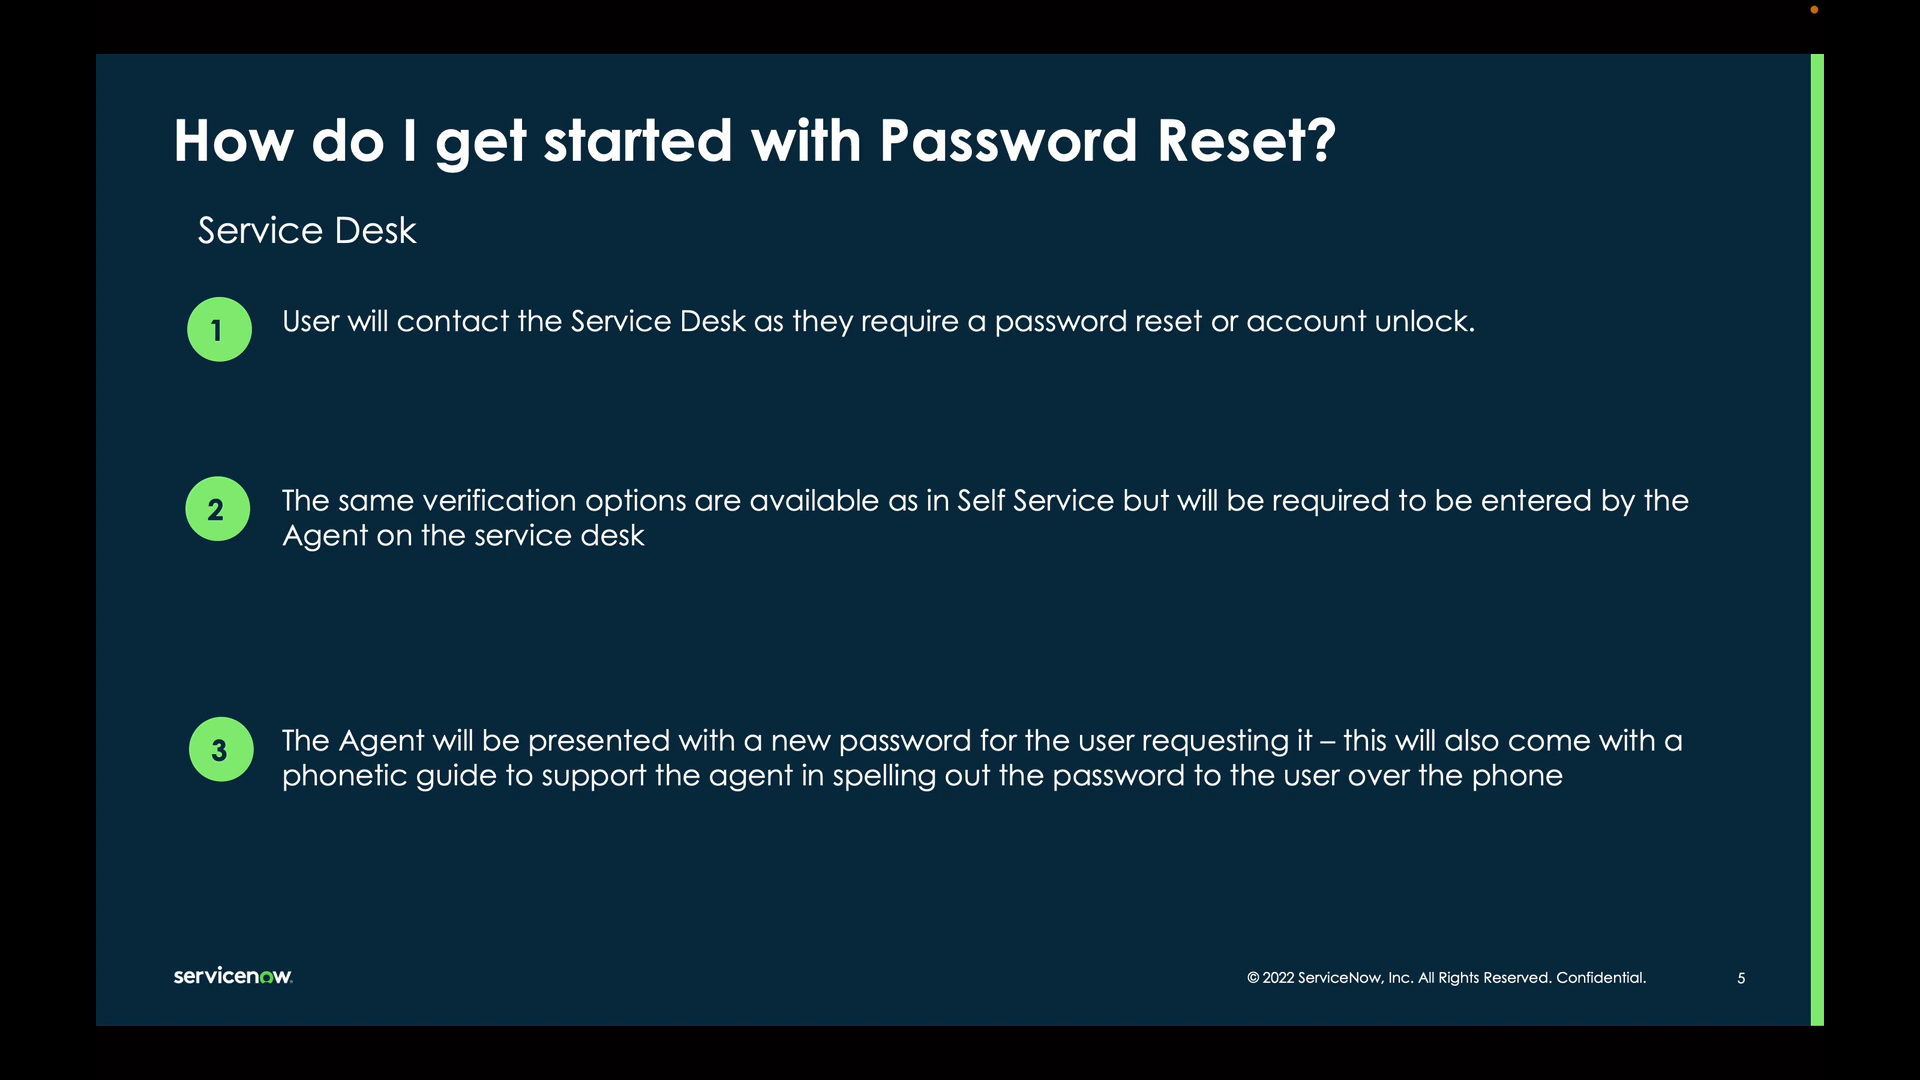 How do I get started with Password Reset?
Service Desk
1
User will contact the Service Desk as they require a password reset or account unlock.
2
The same verification options are available as in Self Service but will be required to be entered by the
Agent on the service desk
3
The Agent will be presented with a new password for the user requesting it – this will also come with a
phonetic guide to support the agent in spelling out the password to the user over the phone
servicenow.
© 2022 ServiceNow, Inc. All Rights Reserved. Confidential.
5